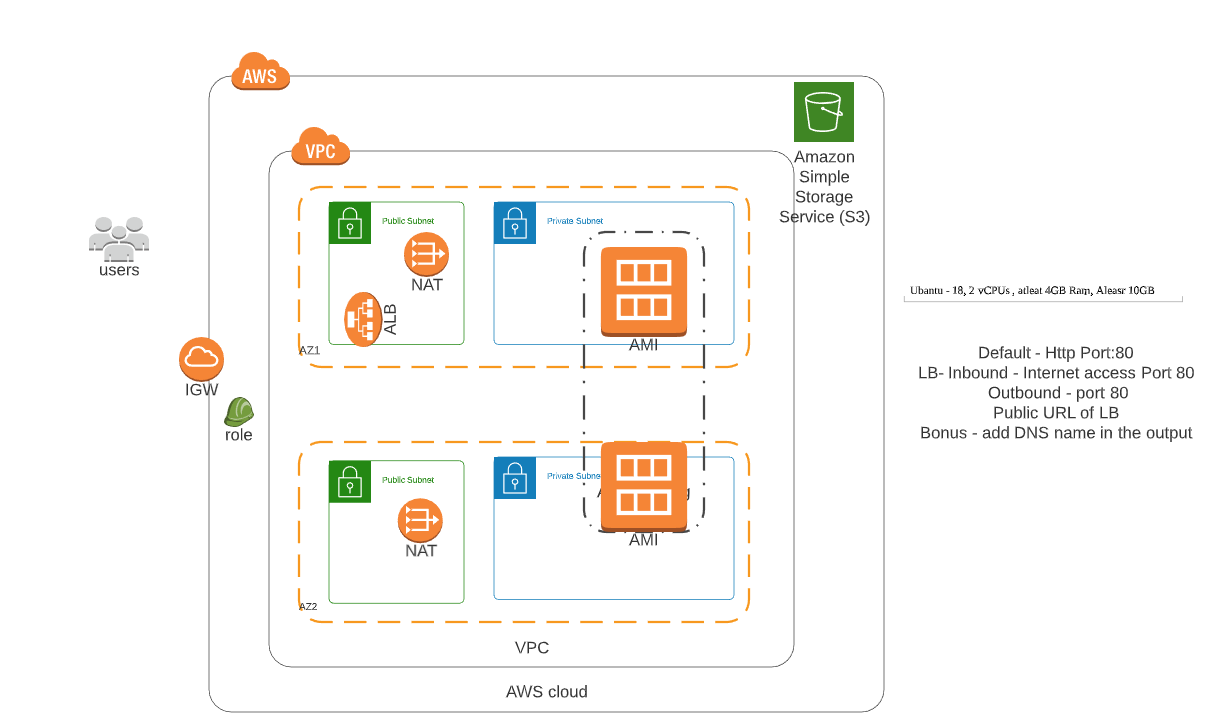 AWS
Amazon
Simple
Storage
Service (S3)
VPC
Public Subnet
Private Subnet
NAT
ALB
AMI
AZ1
users
IGW
role
Ubantu - 18, 2 vCPUs , atleat 4GB Ram, Aleasr 10GB
Default - Http Port:80
LB- Inbound - Internet access Port 80
Outbound - port 80
Public URL of LB
Bonus - add DNS name in the output
Public Subnet
Private Subne
NAT
AMI
AZ2
VPC
AWS cloud